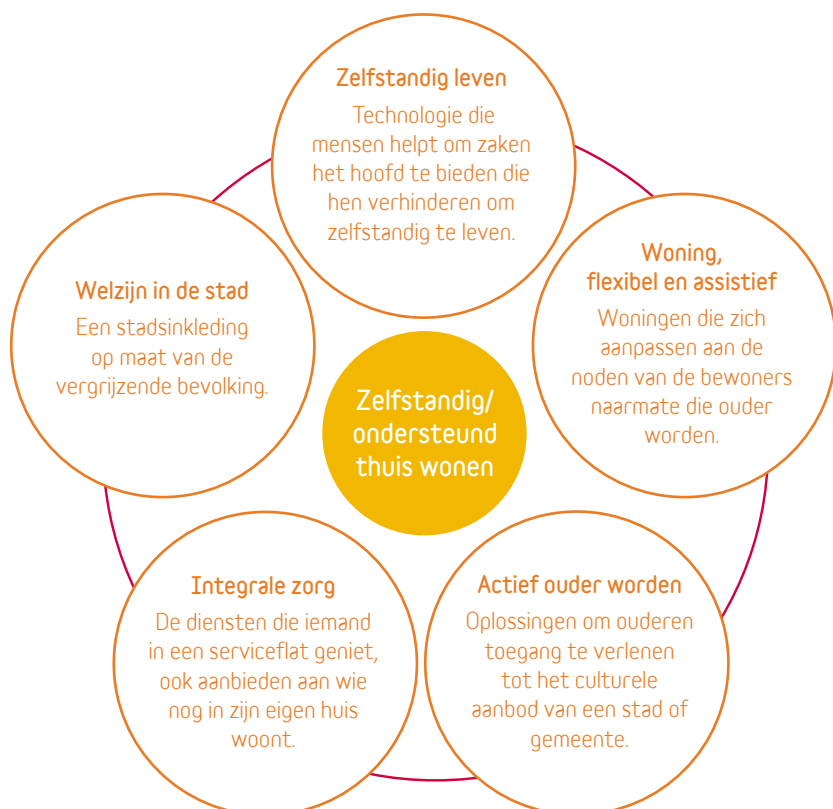 Zelfstandig leven
Technologie die
mensen helpt om zaken
het hoofd te bieden die
hen verhinderen om
zelfstandig te leven.
Woning,
flexibel en assistief
Woningen die zich
aanpassen aan de
noden van de bewoners
naarmate die ouder
worden.
Actief ouder worden
Oplossingen om ouderen
toegang te verlenen
tot het culturele
aanbod van een stad of
gemeente.
Integrale zorg
De diensten die iemand
in een serviceflat geniet,
ook aanbieden aan wie
nog in zijn eigen huis
woont.
Welzijn in de stad
Een stadsinkleding
op maat van de
vergrijzende bevolking.
Zelfstandig/
ondersteund
thuis wonen